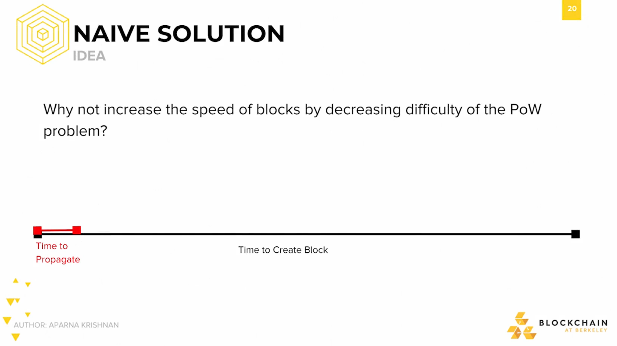 20
NAIVE SOLUTION
IDEA
Why not increase the speed of blocks by decreasing difficulty of the PoW
problem?
Time to
Propagate
Time to Create Block
AUTHOR: APARNA KRISHNAN
BLOCKCHAIN
AT BERKELEY